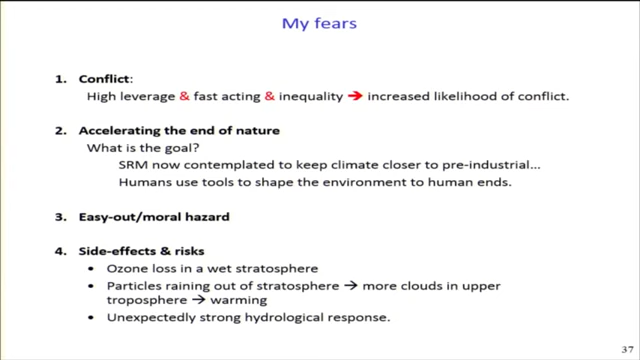 My fears
1. Conflict:
High leverage & fast acting & inequality ➔ increased likelihood of conflict.
2. Accelerating the end of nature
What is the goal?
SRM now contemplated to keep climate closer to pre-industrial...
Humans use tools to shape the environment to human ends.
3. Easy-out/moral hazard
4. Side-effects & risks
• Ozone loss in a wet stratosphere
• Particles raining out of stratosphere → more clouds in upper
troposphere → warming
• Unexpectedly strong hydrological response.
37